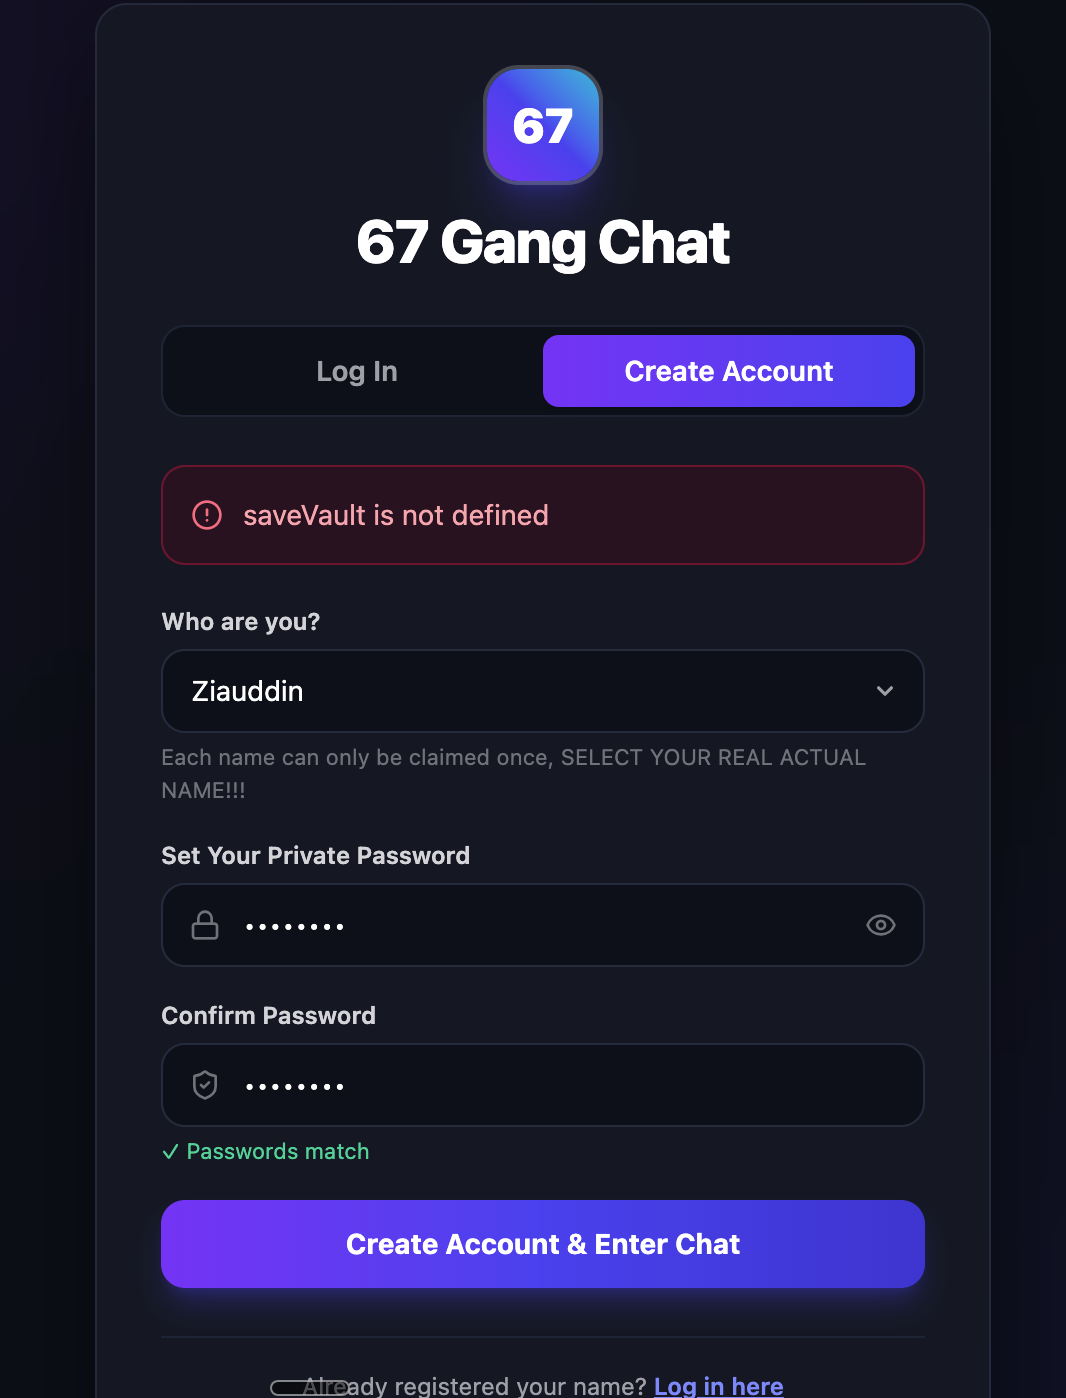 67
67 Gang Chat
Log In
Create Account
saveVault is not defined
Who are you?
Ziauddin
Each name can only be claimed once, SELECT YOUR REAL ACTUAL
NAME!!!
Set Your Private Password
Confirm Password
✓ Passwords match
Create Account & Enter Chat
Already registered your name? Log in here